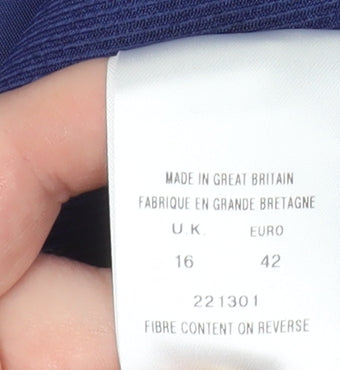 MADE IN GREAT BRITAIN
FABRIQUE EN GRANDE BRETAGNE
U.K. EURO
16 42
221301
FIBRE CONTENT ON REVERSE